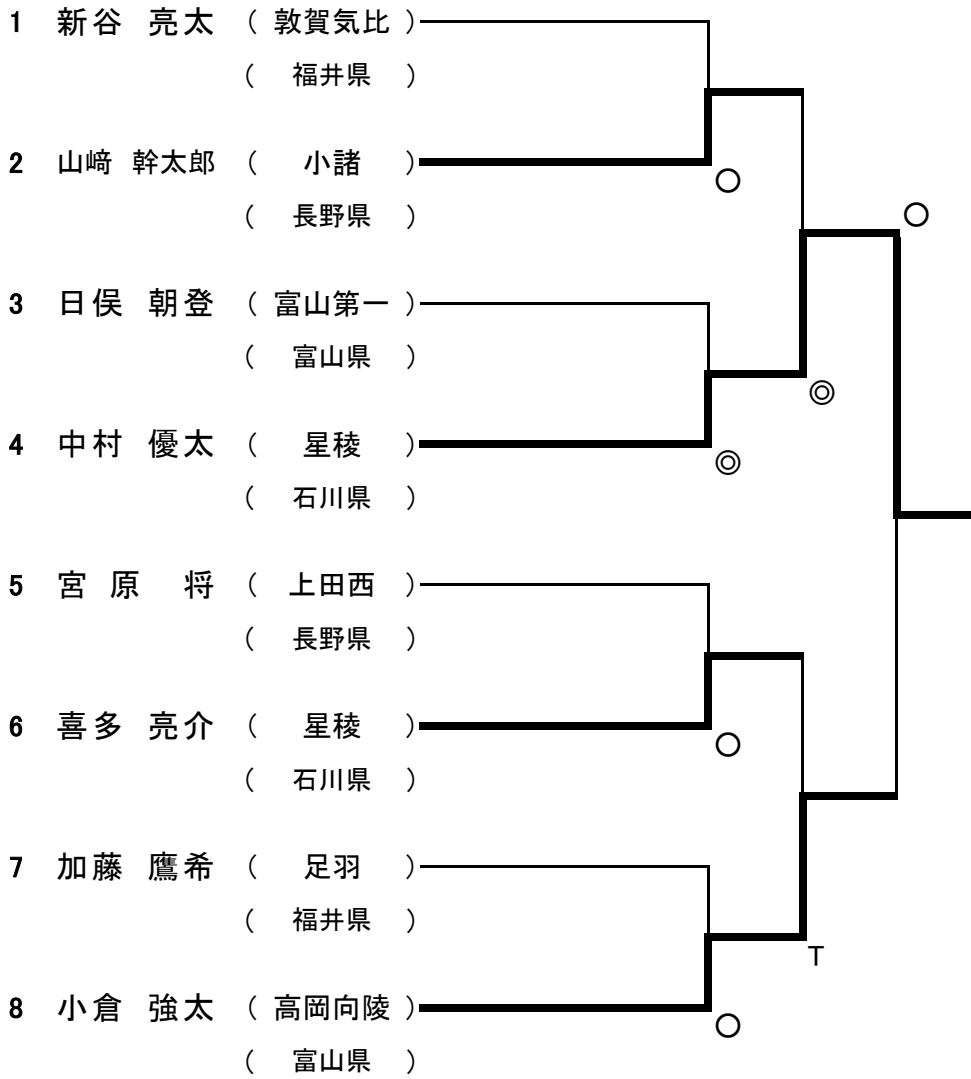 1 新谷 亮太 ( 敦賀気比 )
( 福井県 )
2 山﨑 幹太郎 ( 小諸 )
○
( 長野県 )
○
3 日俣 朝登 ( 富山第一 )
( 富山県 )
◎
4 中村 優太 ( 星稜 )
◎
( 石川県 )
5 宮原 将 ( 上田西 )
( 長野県 )
6 喜多 亮介 ( 星稜 )
○
( 石川県 )
7 加藤 鷹希 ( 足羽 )
( 福井県 )
T
8 小倉 強太 ( 高岡向陵 )
○
( 富山県 )